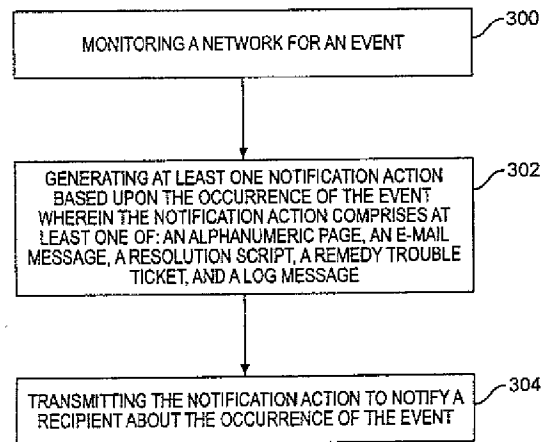 300
MONITORING A NETWORK FOR AN EVENT
302
GENERATING AT LEAST ONE NOTIFICATION ACTION
BASED UPON THE OCCURRENCE OF THE EVENT
WHEREIN THE NOTIFICATION ACTION COMPRISES AT
LEAST ONE OF: AN ALPHANUMERIC PAGE, AN E-MAIL
MESSAGE, A RESOLUTION SCRIPT, A REMEDY TROUBLE
TICKET, AND A LOG MESSAGE
304
TRANSMITTING THE NOTIFICATION ACTION TO NOTIFY A
RECIPIENT ABOUT THE OCCURRENCE OF THE EVENT